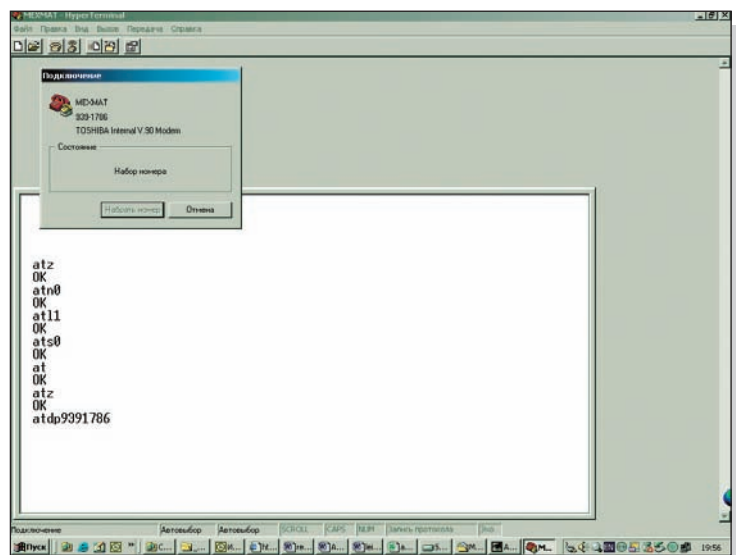 MEXMAT - HyperTerminal
Файл Правка Вид Вызов Передача Справка
Подключение
MEXMAT
939-1786
TOSHIBA Internal V.90 Modem
Состояние
Набор номера
Набрать номер Отмена
atz
OK
atn0
OK
atl1
OK
ats0
OK
at
OK
atz
OK
atdp9391786
Подключение Автовыбор Автовыбор SCROLL CAPS NUM Запись протокола Эхо
Пуск 19:56